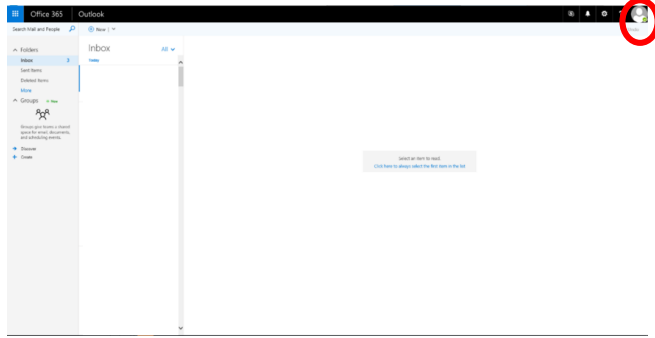 Office 365
Outlook
Search Mail and People
New
Folders
Inbox 3
Sent Items
Deleted Items
More
Groups
New
Groups give teams a shared
space for email, documents,
and scheduling events.
Discover
Create
Inbox
All
Select an item to read
Click here to always select the first item in the list